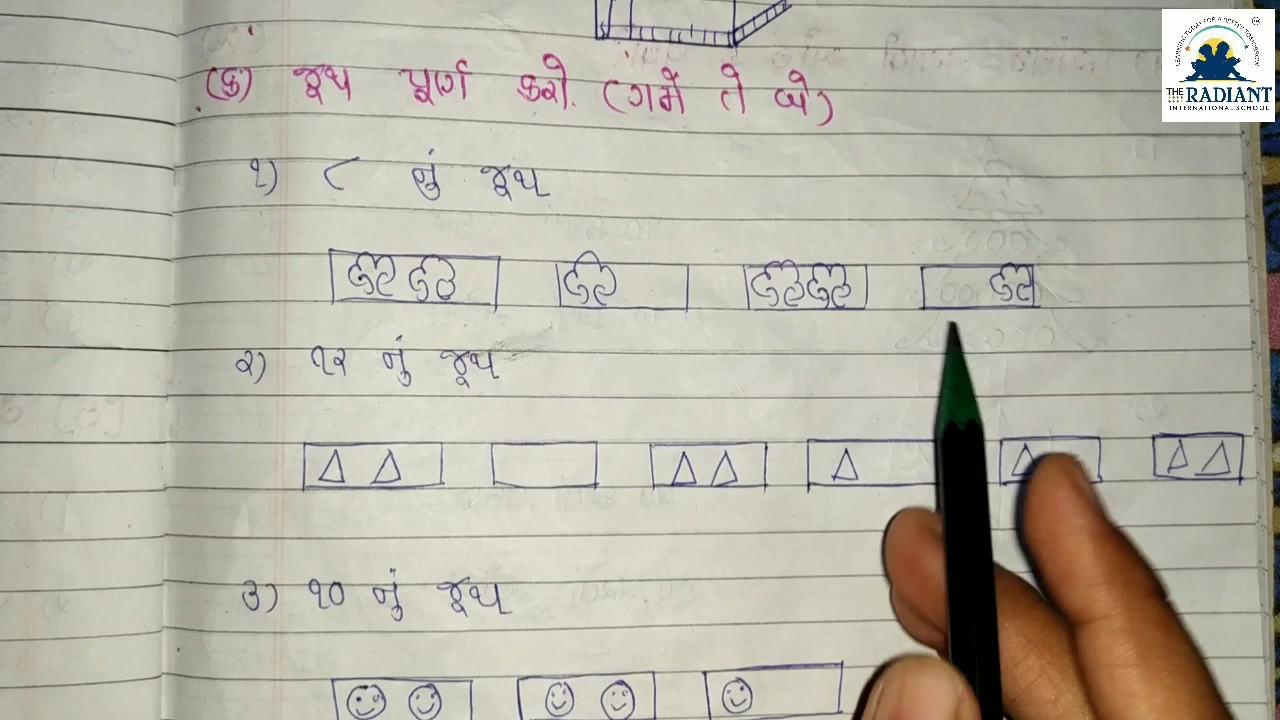 (ક) જૂથ પૂર્ણ કરો. (ગમે તે બે)
૧) ૮ નું જૂથ
૨) ૧૨ નું જૂથ
૩) ૧૦ નું જૂથ
THE RADIANT
INTERNATIONAL SCHOOL